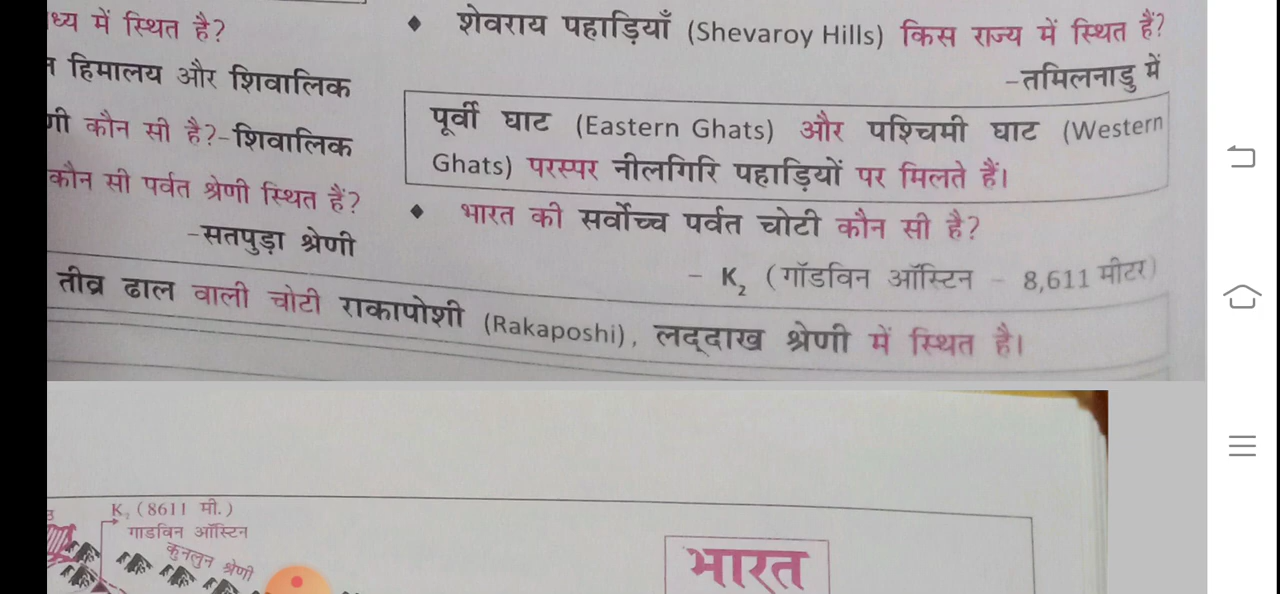 ध्य में स्थित है?
हिमालय और शिवालिक
कौन सी है?-शिवालिक
कौन सी पर्वत श्रेणी स्थित हैं?
-सतपुड़ा श्रेणी
♦ शेवराय पहाड़ियाँ (Shevaroy Hills) किस राज्य में स्थित हैं?
-तमिलनाडु में
पूर्वी घाट (Eastern Ghats) और पश्चिमी घाट (Western
Ghats) परस्पर नीलगिरि पहाड़ियों पर मिलते हैं।
♦ भारत की सर्वोच्च पर्वत चोटी कौन सी है?
- K₂ (गॉडविन ऑस्टिन - 8,611 मीटर)
तीव्र ढाल वाली चोटी राकापोशी (Rakaposhi), लद्दाख श्रेणी में स्थित है।
K₂ (8611 मी.)
गाडविन ऑस्टिन
कुनलुन श्रेणी
भारत